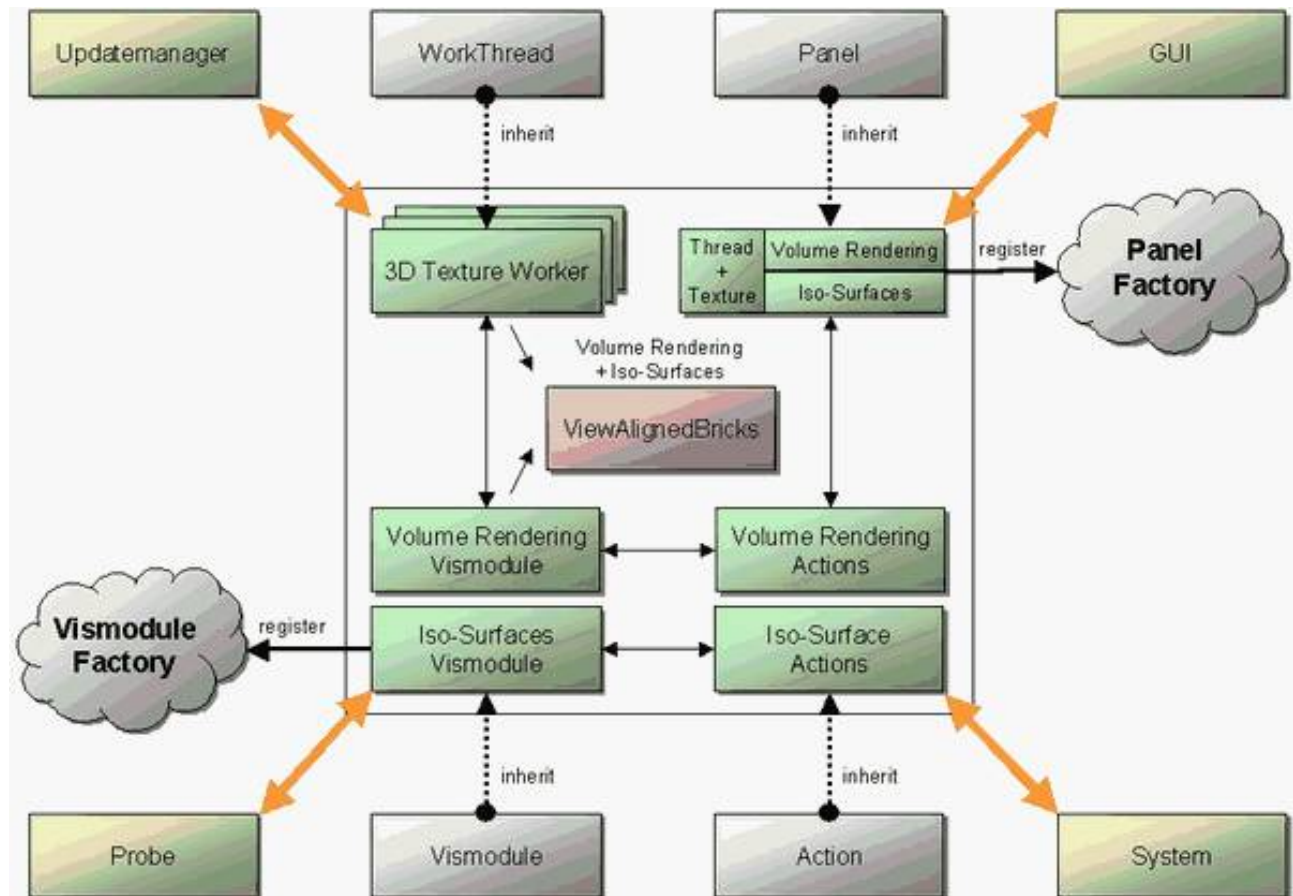 Updatemanager
WorkThread
Panel
GUI
inherit
inherit
3D Texture Worker
Thread
+
Texture
Volume Rendering
Iso-Surfaces
register
Panel
Factory
Volume Rendering
+ Iso-Surfaces
ViewAlignedBricks
Volume Rendering
Vismodule
Volume Rendering
Actions
Vismodule
Factory
register
Iso-Surfaces
Vismodule
Iso-Surface
Actions
inherit
inherit
Probe
Vismodule
Action
System